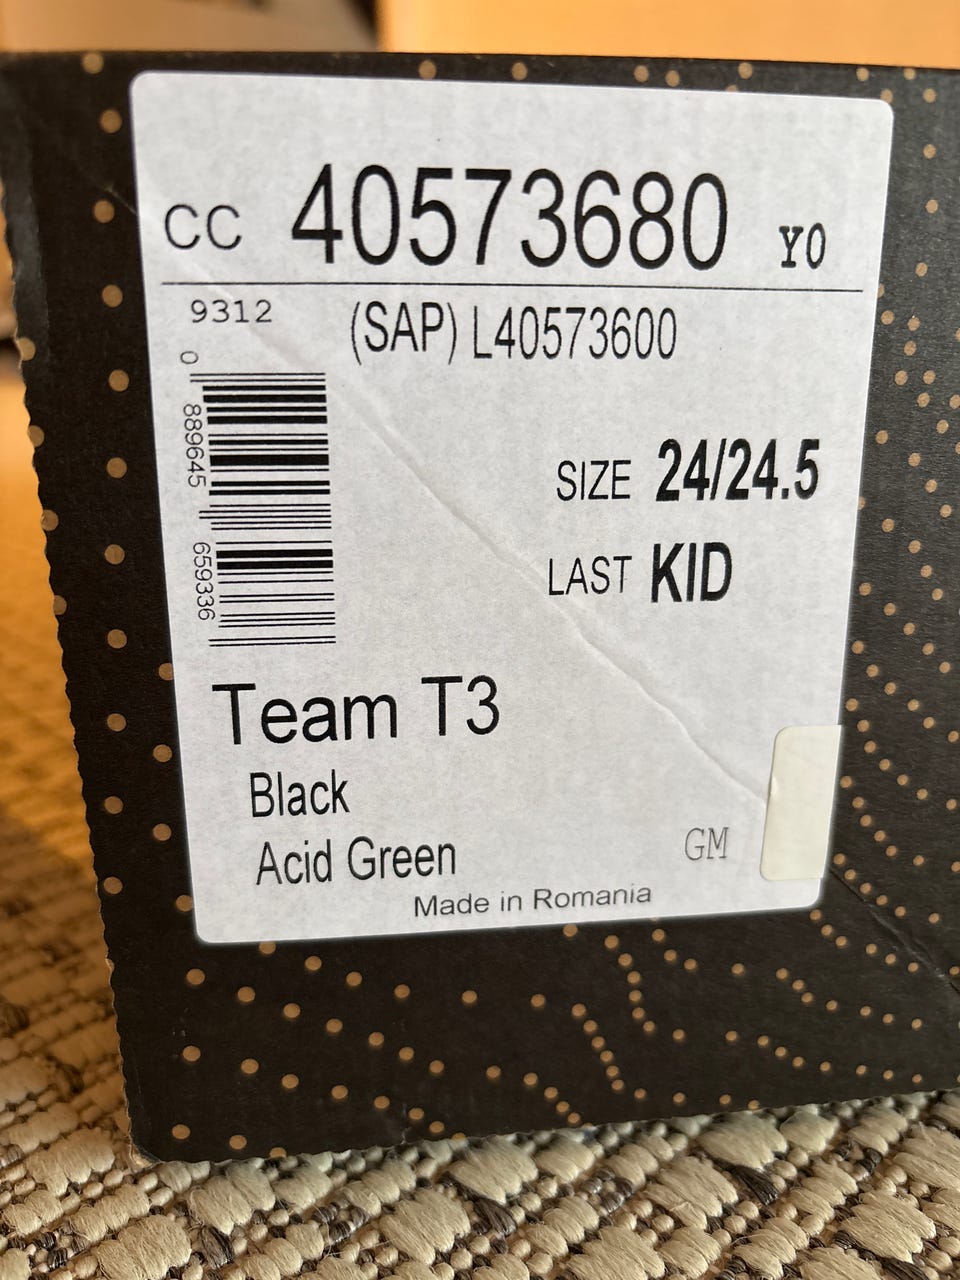 CC 40573680 YO
9312
(SAP) L40573600
0 889645 659336
SIZE 24/24.5
LAST KID
Team T3
Black
Acid Green
GM
Made in Romania